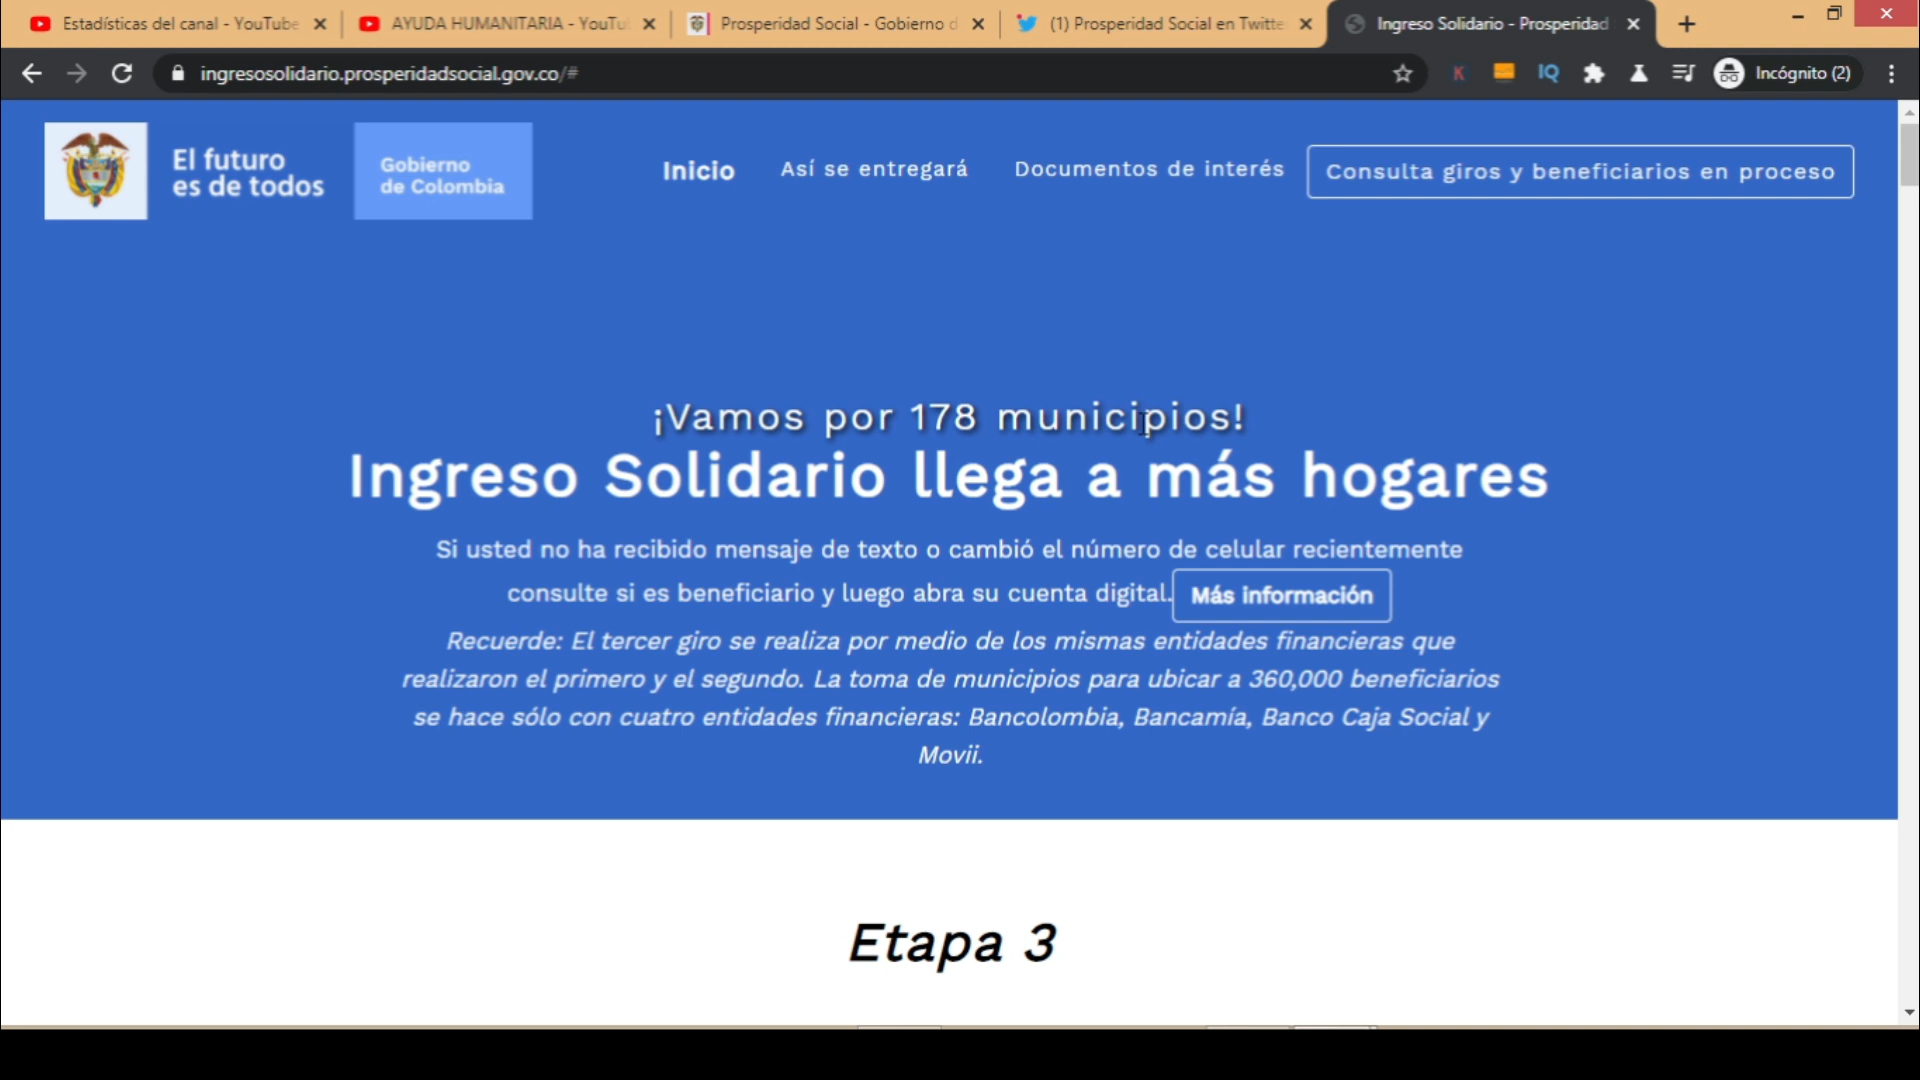 Estadísticas del canal - YouTube
AYUDA HUMANITARIA - YouTu
Prosperidad Social - Gobierno d
(1) Prosperidad Social en Twitte
Ingreso Solidario - Prosperidad
ingresosolidario.prosperidadsocial.gov.co/#
K
IQ
Incógnito (2)
El futuro
es de todos
Gobierno
de Colombia
Inicio
Así se entregará
Documentos de interés
Consulta giros y beneficiarios en proceso
¡Vamos por 178 municipios!
Ingreso Solidario llega a más hogares
Si usted no ha recibido mensaje de texto o cambió el número de celular recientemente
consulte si es beneficiario y luego abra su cuenta digital. Más información
Recuerde: El tercer giro se realiza por medio de los mismas entidades financieras que
realizaron el primero y el segundo. La toma de municipios para ubicar a 360,000 beneficiarios
se hace sólo con cuatro entidades financieras: Bancolombia, Bancamía, Banco Caja Social y
Movii.
Etapa 3